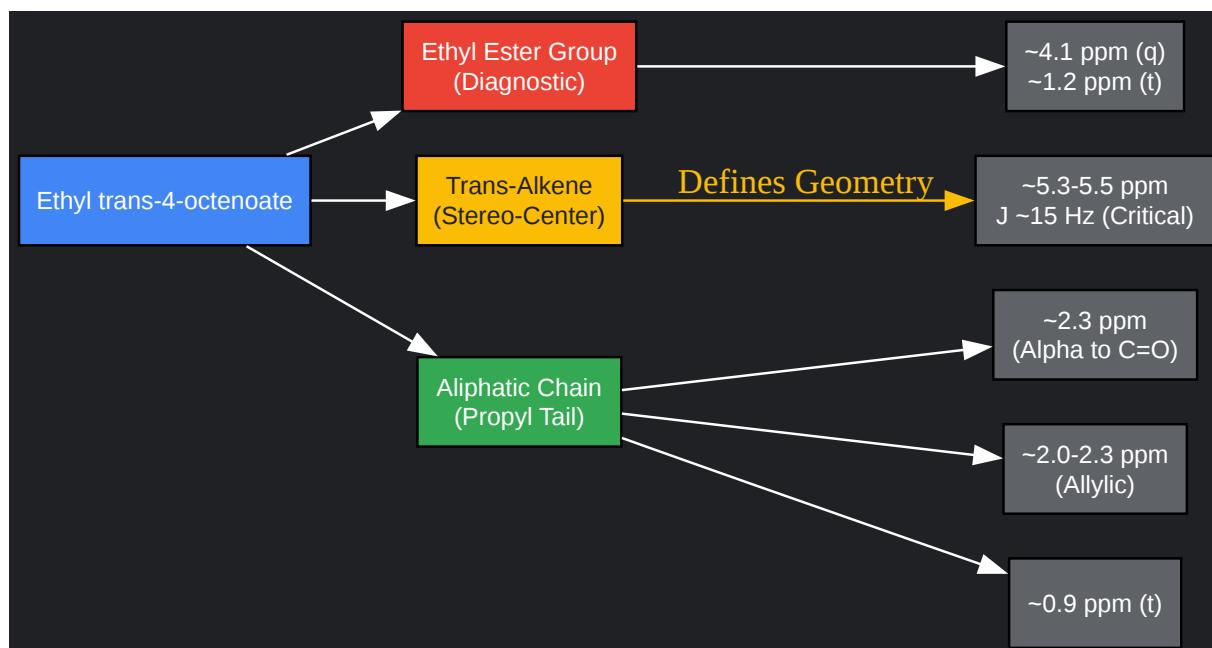 Ethyl Ester Group
(Diagnostic)
~4.1 ppm (q)
~1.2 ppm (t)
Ethyl trans-4-octenoate
Trans-Alkene
(Stereo-Center)
Defines Geometry
~5.3-5.5 ppm
J ~15 Hz (Critical)
~2.3 ppm
(Alpha to C=O)
Aliphatic Chain
(Propyl Tail)
~2.0-2.3 ppm
(Allylic)
~0.9 ppm (t)